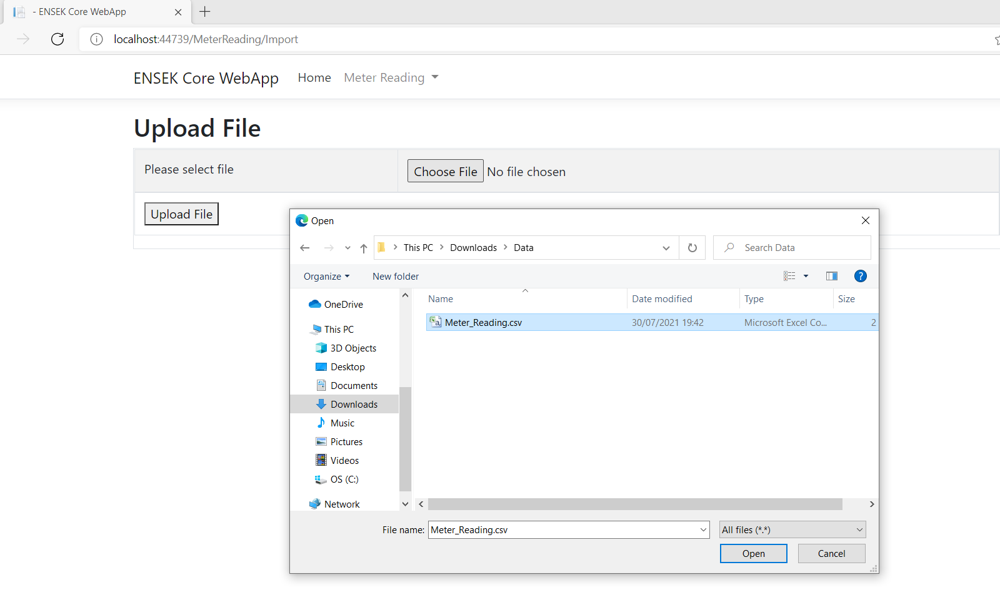 - ENSEK Core WebApp
localhost:44739/MeterReading/Import
ENSEK Core WebApp Home Meter Reading
Upload File
Please select file Choose File No file chosen
Upload File
Open
This PC > Downloads > Data Search Data
Organize New folder ?
Name Date modified Type Size
Meter_Reading.csv 30/07/2021 19:42 Microsoft Excel Co... 2
OneDrive
This PC
3D Objects
Desktop
Documents
Downloads
Music
Pictures
Videos
OS (C:)
Network
File name: Meter_Reading.csv All files (*.*)
Open Cancel